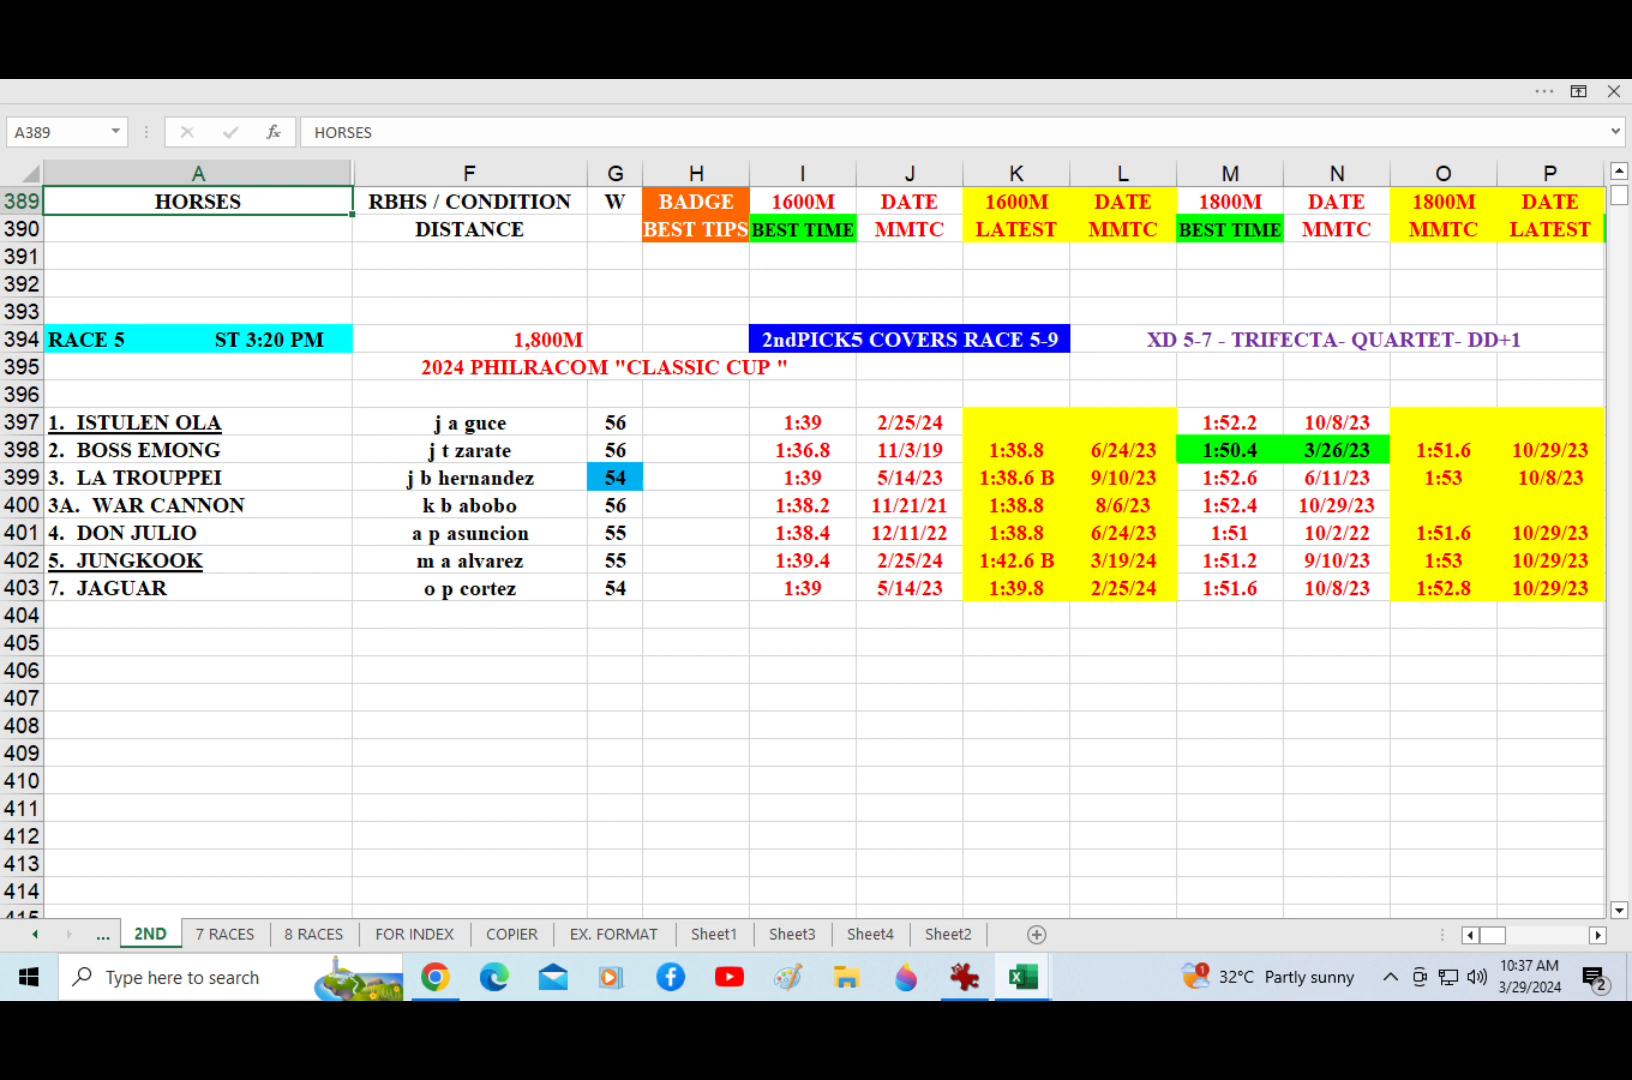 A389 fx HORSES
A F G H I J K L M N O P
389 HORSES RBHS / CONDITION W BADGE 1600M DATE 1600M DATE 1800M DATE 1800M DATE
390 DISTANCE BEST TIPS BEST TIME MMTC LATEST MMTC BEST TIME MMTC MMTC LATEST
391
392
393
394 RACE 5 ST 3:20 PM 1,800M 2ndPICK5 COVERS RACE 5-9 XD 5-7 - TRIFECTA- QUARTET- DD+1
395 2024 PHILRACOM "CLASSIC CUP "
396
397 1. ISTULEN OLA j a guce 56 1:39 2/25/24 1:52.2 10/8/23
398 2. BOSS EMONG j t zarate 56 1:36.8 11/3/19 1:38.8 6/24/23 1:50.4 3/26/23 1:51.6 10/29/23
399 3. LA TROUPPEI j b hernandez 54 1:39 5/14/23 1:38.6 B 9/10/23 1:52.6 6/11/23 1:53 10/8/23
400 3A. WAR CANNON k b abobo 56 1:38.2 11/21/21 1:38.8 8/6/23 1:52.4 10/29/23
401 4. DON JULIO a p asuncion 55 1:38.4 12/11/22 1:38.8 6/24/23 1:51 10/2/22 1:51.6 10/29/23
402 5. JUNGKOOK m a alvarez 55 1:39.4 2/25/24 1:42.6 B 3/19/24 1:51.2 9/10/23 1:53 10/29/23
403 7. JAGUAR o p cortez 54 1:39 5/14/23 1:39.8 2/25/24 1:51.6 10/8/23 1:52.8 10/29/23
404
405
406
407
408
409
410
411
412
413
414
415
... 2ND 7 RACES 8 RACES FOR INDEX COPIER EX. FORMAT Sheet1 Sheet3 Sheet4 Sheet2
Type here to search 1 32°C Partly sunny 10:37 AM
3/29/2024 2